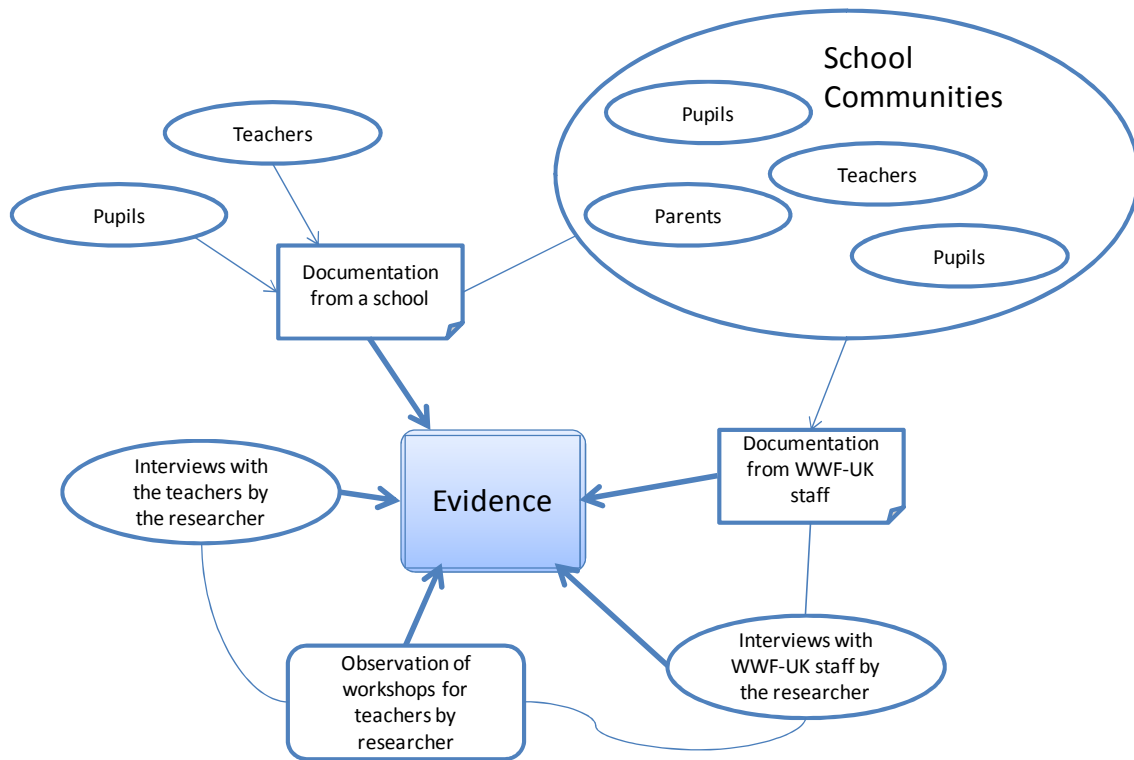 School
Communities
Pupils
Teachers
Teachers
Pupils
Parents
Pupils
Documentation
from a school
Documentation
from WWF-UK
staff
Interviews with
the teachers by
the researcher
Evidence
Observation of
workshops for
teachers by
researcher
Interviews with
WWF-UK staff by
the researcher